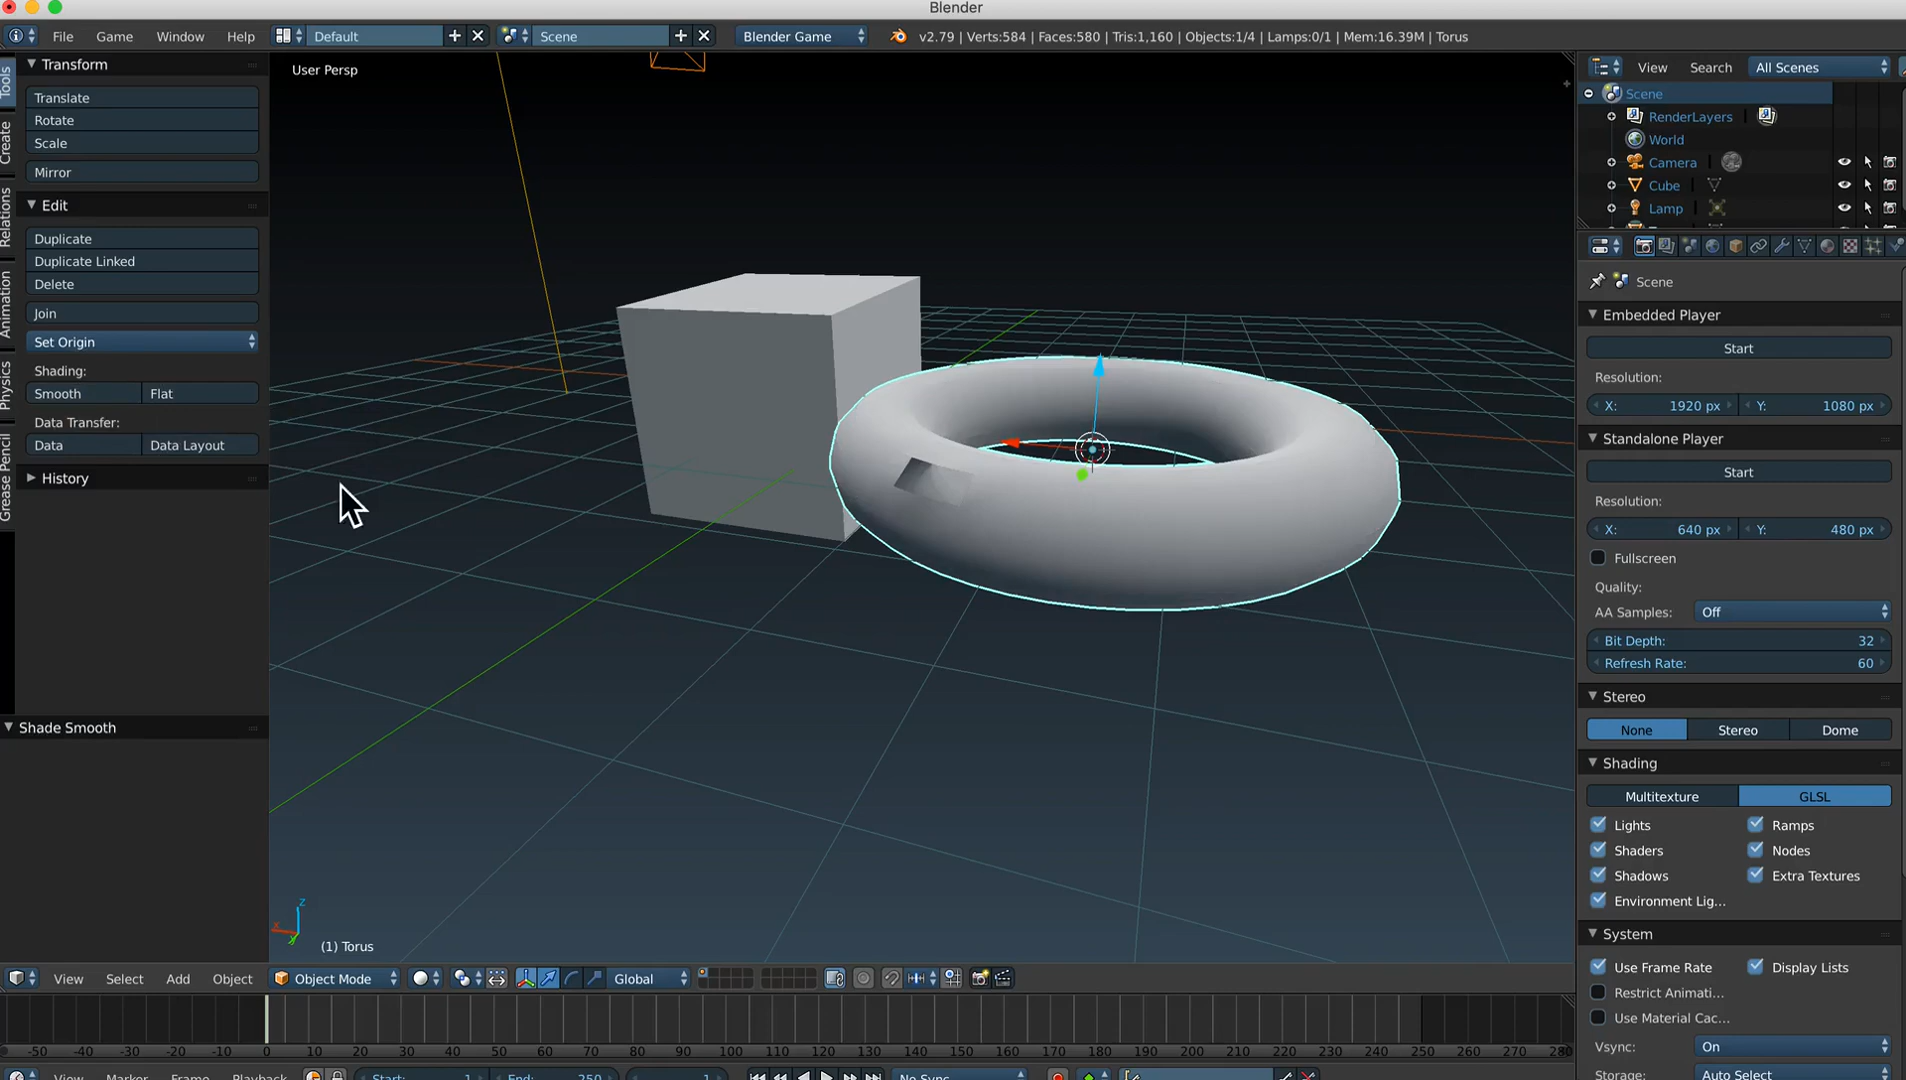 Blender
File Game Window Help Default Scene Blender Game v2.79 | Verts:584 | Faces:580 | Tris:1,160 | Objects:1/4 | Lamps:0/1 | Mem:16.39M | Torus
Tools
Create
Relations
Animation
Physics
Grease Pencil
Transform
Translate
Rotate
Scale
Mirror
Edit
Duplicate
Duplicate Linked
Delete
Join
Set Origin
Shading:
Smooth Flat
Data Transfer:
Data Data Layout
History
Shade Smooth
User Persp
z
x
y
(1) Torus
View Select Add Object Object Mode Global
-50 -40 -30 -20 -10 0 10 20 30 40 50 60 70 80 90 100 110 120 130 140 150 160 170 180 190 200 210 220 230 240 250 260 270 280
View Marker Frame Playback Start: 1 End: 250 1 No Sync
View Search All Scenes
Scene
RenderLayers
World
Camera
Cube
Lamp
Scene
Embedded Player
Start
Resolution:
X: 1920 px Y: 1080 px
Standalone Player
Start
Resolution:
X: 640 px Y: 480 px
Fullscreen
Quality:
AA Samples: Off
Bit Depth: 32
Refresh Rate: 60
Stereo
None Stereo Dome
Shading
Multitexture GLSL
Lights Ramps
Shaders Nodes
Shadows Extra Textures
Environment Lig...
System
Use Frame Rate Display Lists
Restrict Animati...
Use Material Cac...
Vsync: On
Storage: Auto Select